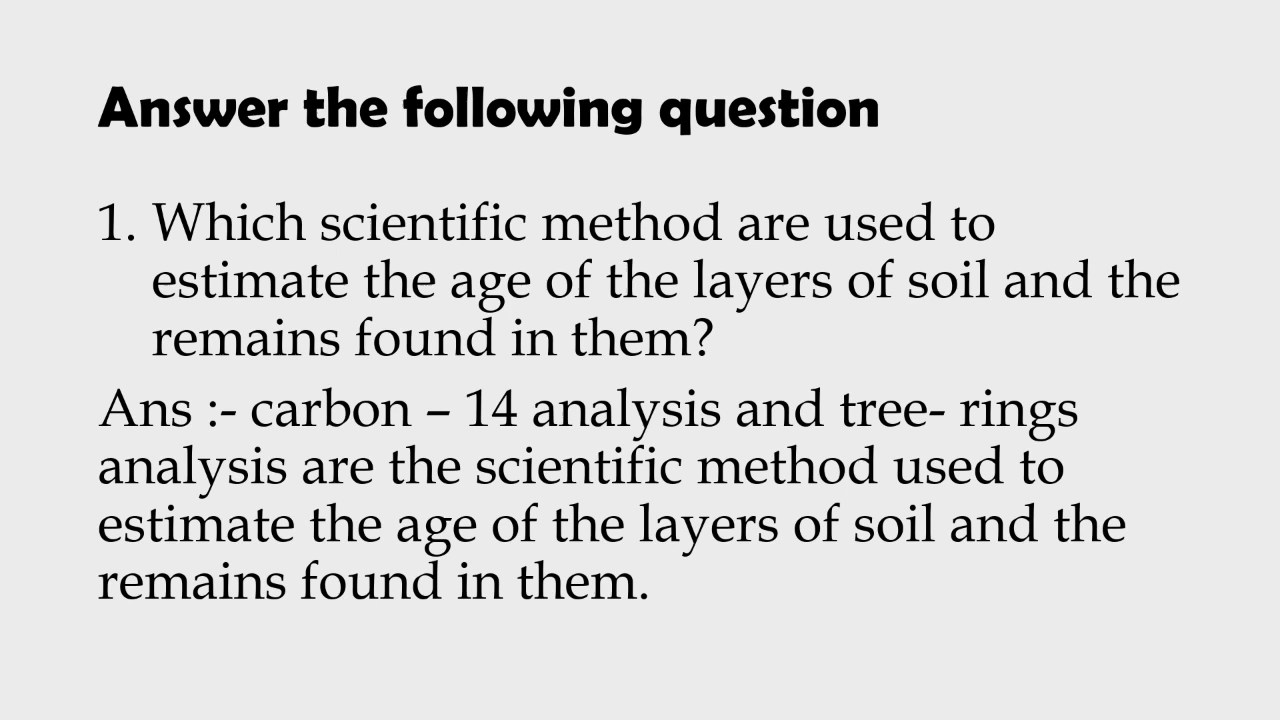 Answer the following question
1. Which scientific method are used to
estimate the age of the layers of soil and the
remains found in them?
Ans :- carbon – 14 analysis and tree- rings
analysis are the scientific method used to
estimate the age of the layers of soil and the
remains found in them.